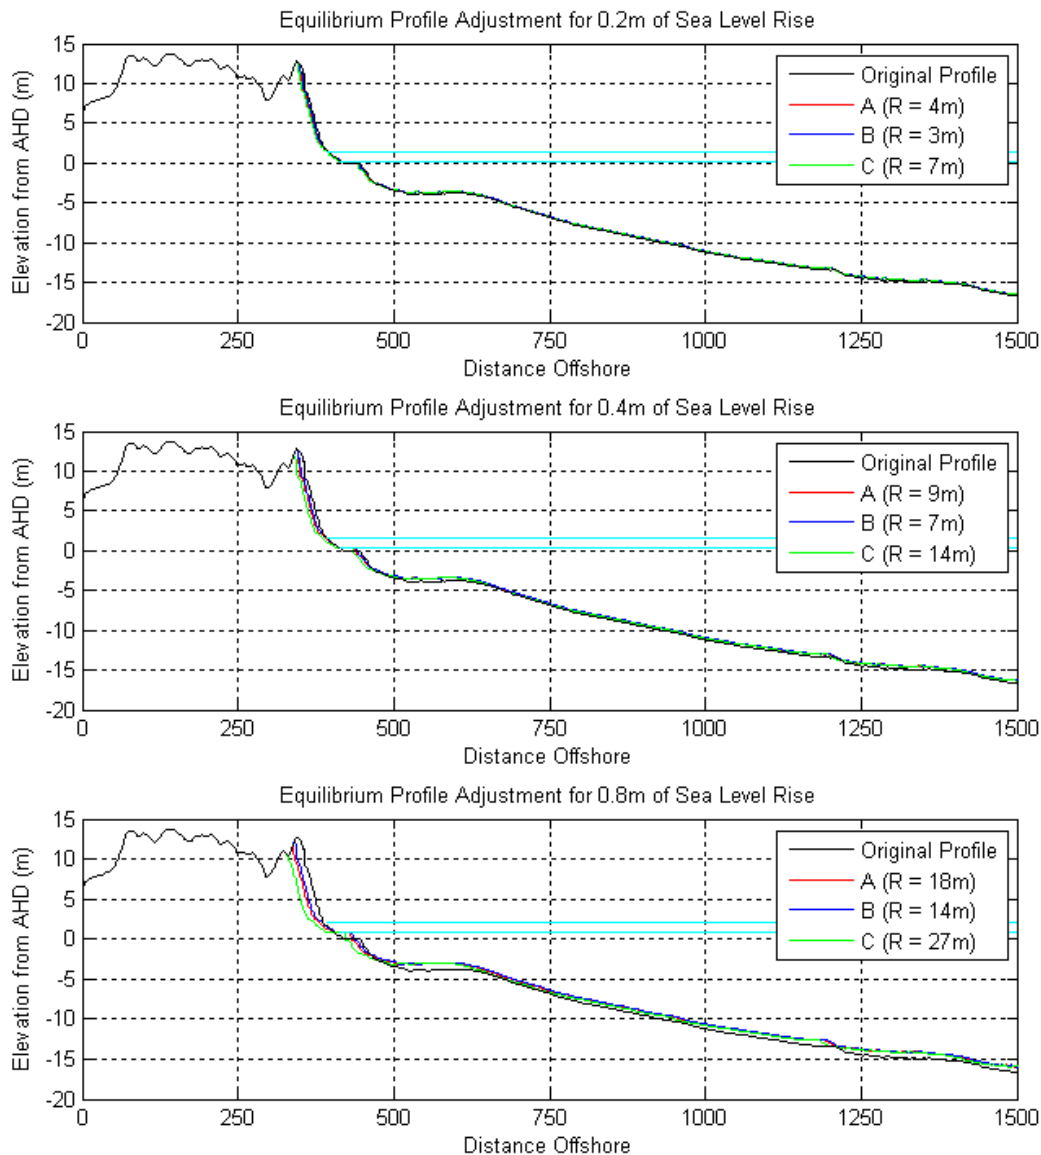 Equilibrium Profile Adjustment for 0.2m of Sea Level Rise
15
10
5
0
-5
-10
-15
-20
Elevation from AHD (m)
Original Profile
A (R = 4m)
B (R = 3m)
C (R = 7m)
0 250 500 750 1000 1250 1500
Distance Offshore
Equilibrium Profile Adjustment for 0.4m of Sea Level Rise
15
10
5
0
-5
-10
-15
-20
Elevation from AHD (m)
Original Profile
A (R = 9m)
B (R = 7m)
C (R = 14m)
0 250 500 750 1000 1250 1500
Distance Offshore
Equilibrium Profile Adjustment for 0.8m of Sea Level Rise
15
10
5
0
-5
-10
-15
-20
Elevation from AHD (m)
Original Profile
A (R = 18m)
B (R = 14m)
C (R = 27m)
0 250 500 750 1000 1250 1500
Distance Offshore